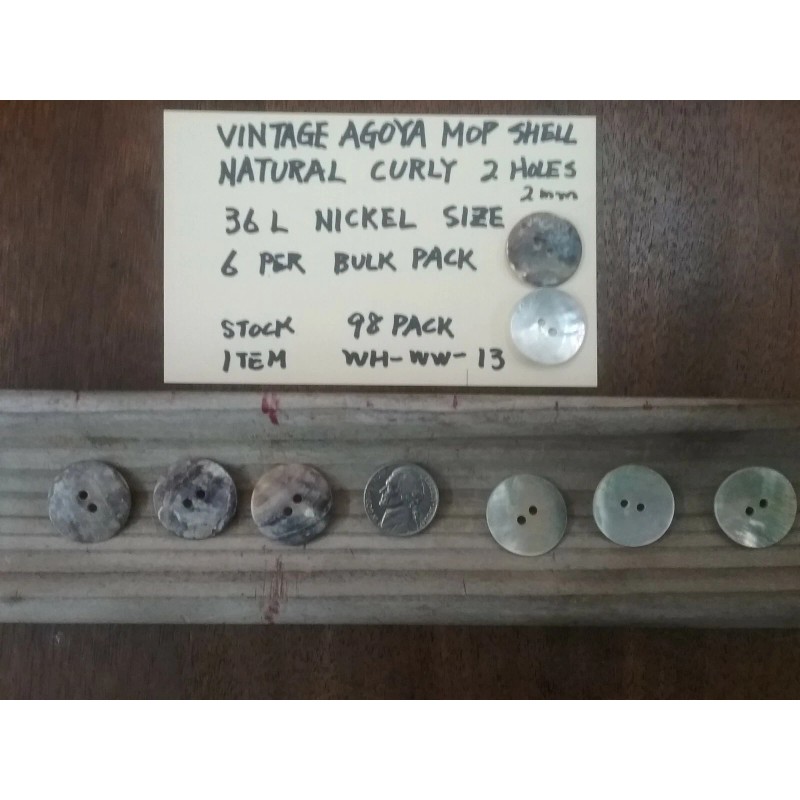 VINTAGE AGOYA MOP SHELL
NATURAL CURLY 2 HOLES
2mm
36L NICKEL SIZE
6 PER BULK PACK
STOCK 98 PACK
ITEM WH-WW-13